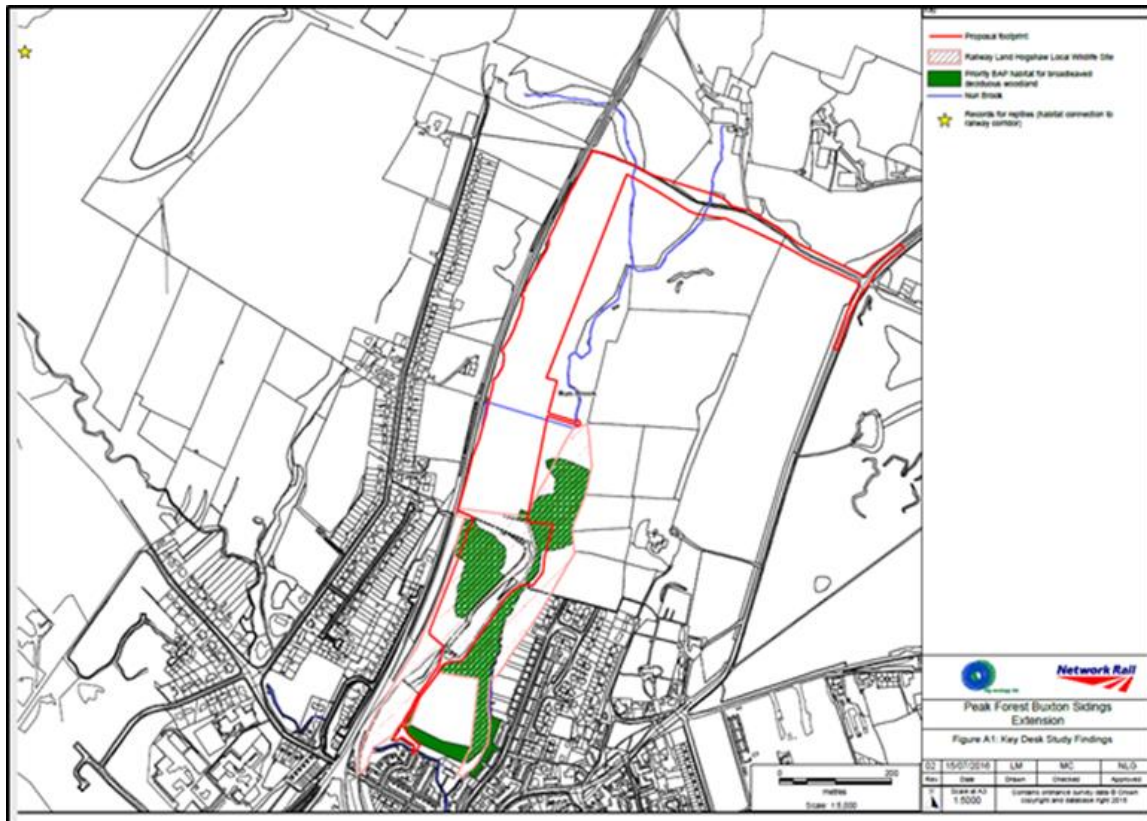 Proposal footprint
Railway Land Hogshaw Local Wildlife Site
Priority BAP habitat for broadleaved
deciduous woodland
Nun Brook
Records for reptiles (habitat connection to
railway corridor)
Nun Brook
Network Rail
Peak Forest Buxton Sidings
Extension
Figure A1: Key Desk Study Findings
02 15/07/2016 LM MC NLG
Rev Date Drawn Checked Approved
Scale at A3
1:5000
Contains ordnance survey data © Crown
copyright and database right 2016
0 200
metres
Scale: 1:5,000